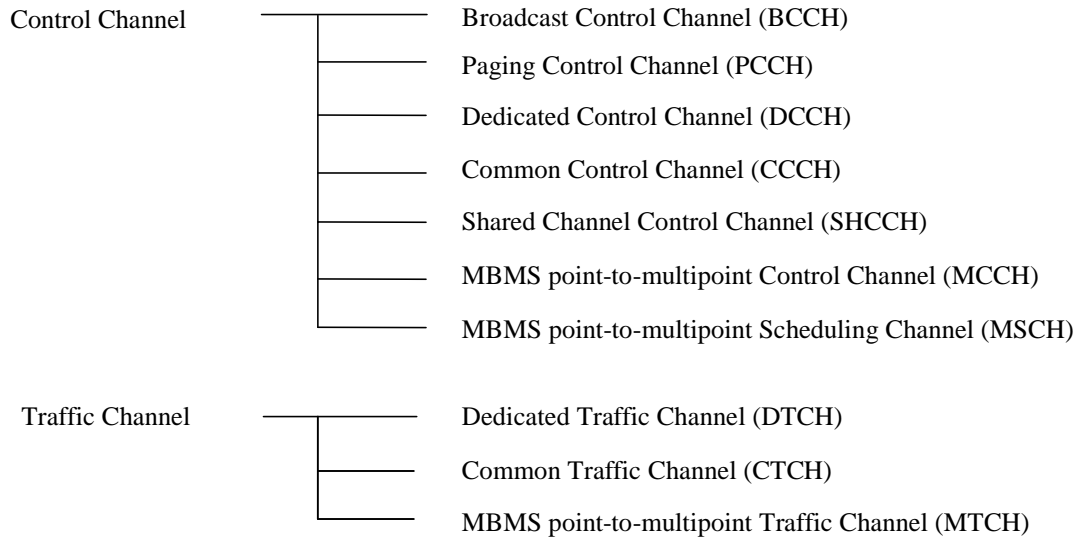 Control Channel
Broadcast Control Channel (BCCH)
Paging Control Channel (PCCH)
Dedicated Control Channel (DCCH)
Common Control Channel (CCCH)
Shared Channel Control Channel (SHCCH)
MBMS point-to-multipoint Control Channel (MCCH)
MBMS point-to-multipoint Scheduling Channel (MSCH)
Traffic Channel
Dedicated Traffic Channel (DTCH)
Common Traffic Channel (CTCH)
MBMS point-to-multipoint Traffic Channel (MTCH)